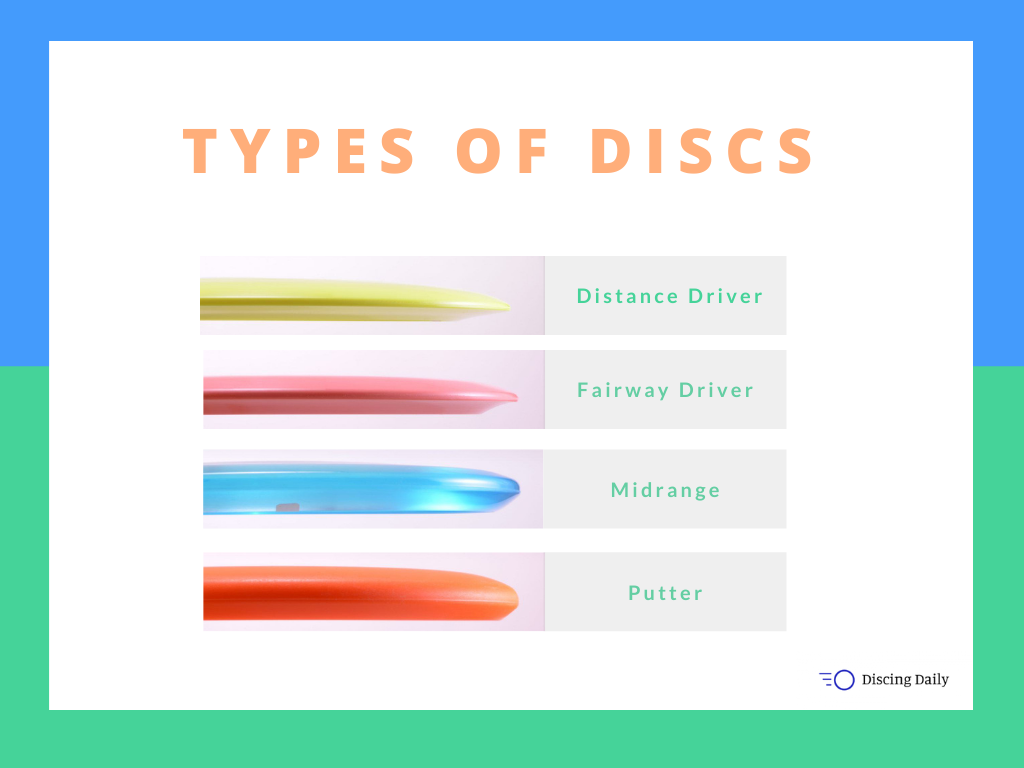 TYPES OF DISCS
Distance Driver
Fairway Driver
Midrange
Putter
Discing Daily